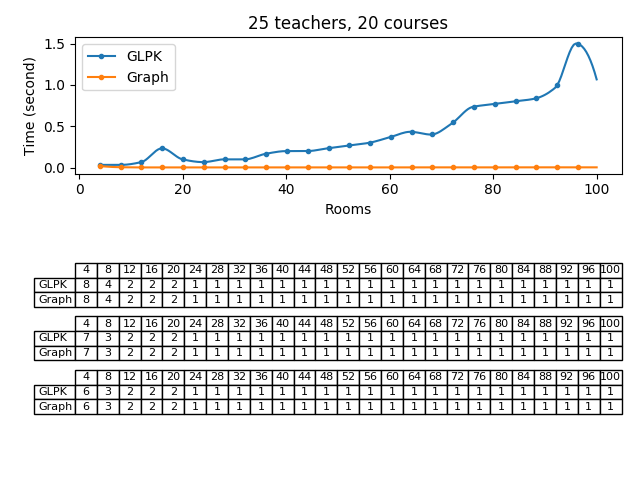 25 teachers, 20 courses
1.5
1.0
0.5
0.0
Time (second)
GLPK
Graph
0 20 40 60 80 100
Rooms
4 8 12 16 20 24 28 32 36 40 44 48 52 56 60 64 68 72 76 80 84 88 92 96 100
GLPK 8 4 2 2 2 1 1 1 1 1 1 1 1 1 1 1 1 1 1 1 1 1 1 1 1
Graph 8 4 2 2 2 1 1 1 1 1 1 1 1 1 1 1 1 1 1 1 1 1 1 1 1
4 8 12 16 20 24 28 32 36 40 44 48 52 56 60 64 68 72 76 80 84 88 92 96 100
GLPK 7 3 2 2 2 1 1 1 1 1 1 1 1 1 1 1 1 1 1 1 1 1 1 1 1
Graph 7 3 2 2 2 1 1 1 1 1 1 1 1 1 1 1 1 1 1 1 1 1 1 1 1
4 8 12 16 20 24 28 32 36 40 44 48 52 56 60 64 68 72 76 80 84 88 92 96 100
GLPK 6 3 2 2 2 1 1 1 1 1 1 1 1 1 1 1 1 1 1 1 1 1 1 1 1
Graph 6 3 2 2 2 1 1 1 1 1 1 1 1 1 1 1 1 1 1 1 1 1 1 1 1